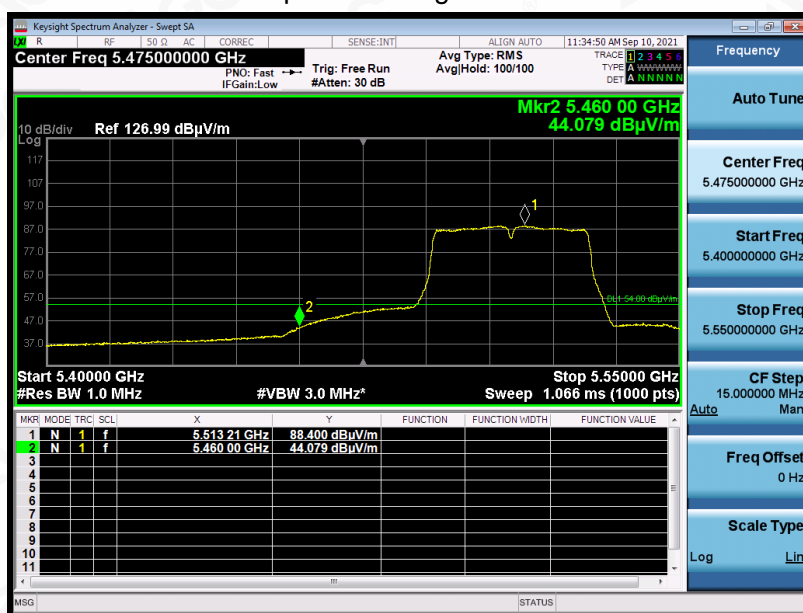 Keysight Spectrum Analyzer - Swept SA
LXI R RF 50 Ω AC CORREC SENSE:INT ALIGN AUTO 11:34:50 AM Sep 10, 2021
Center Freq 5.475000000 GHz
PNO: Fast
IFGain:Low
Trig: Free Run
#Atten: 30 dB
Avg Type: RMS
Avg|Hold: 100/100
TRACE 1 2 3 4 5 6
TYPE A WWWWW
DET A N N N N N
Mkr2 5.460 00 GHz
44.079 dBµV/m
10 dB/div Ref 126.99 dBµV/m
Log
117
107
97.0
87.0
77.0
67.0
57.0
47.0
37.0
1
2
DL1 54.00 dBµV/m
Start 5.40000 GHz Stop 5.55000 GHz
#Res BW 1.0 MHz #VBW 3.0 MHz* Sweep 1.066 ms (1000 pts)
MKR MODE TRC SCL X Y FUNCTION FUNCTION WIDTH FUNCTION VALUE
1 N 1 f 5.513 21 GHz 88.400 dBµV/m
2 N 1 f 5.460 00 GHz 44.079 dBµV/m
3
4
5
6
7
8
9
10
11
MSG STATUS
Frequency
Auto Tune
Center Freq
5.475000000 GHz
Start Freq
5.400000000 GHz
Stop Freq
5.550000000 GHz
CF Step
15.000000 MHz
Auto Man
Freq Offset
0 Hz
Scale Type
Log Lin